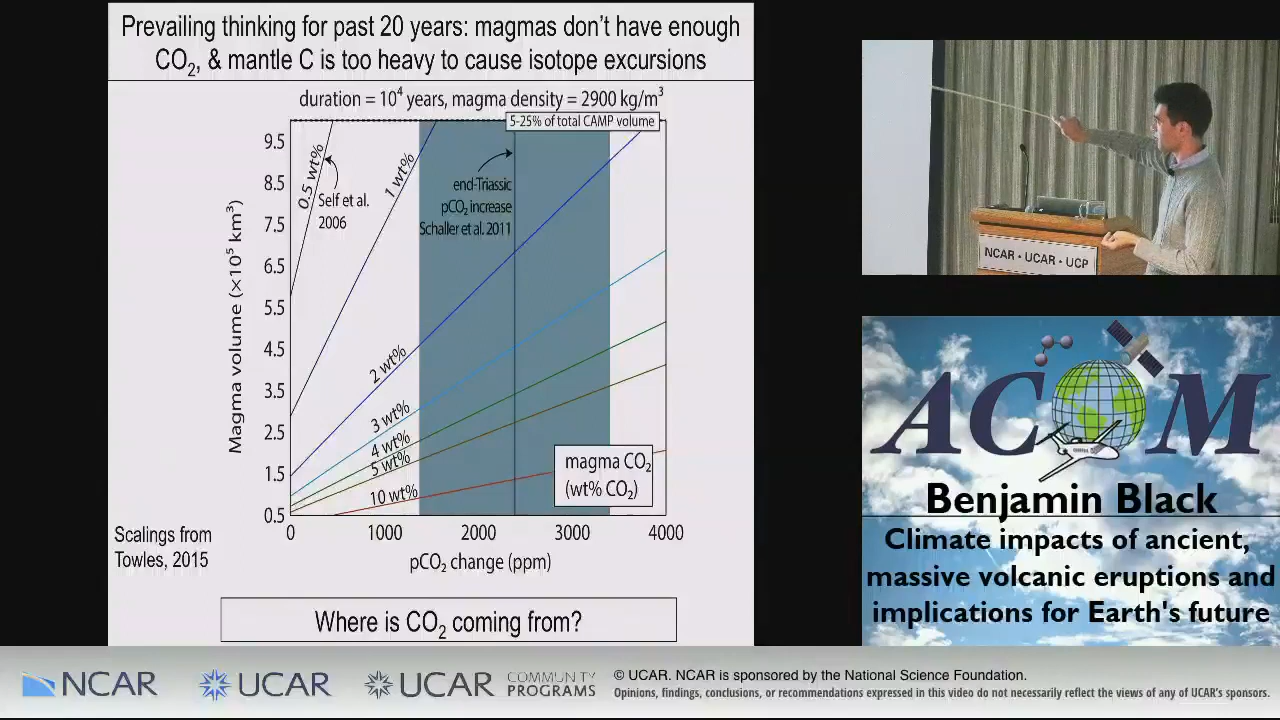 Prevailing thinking for past 20 years: magmas don't have enough
CO₂, & mantle C is too heavy to cause isotope excursions
duration = 10⁴ years, magma density = 2900 kg/m³
5-25% of total CAMP volume
9.5
8.5
7.5
6.5
5.5
4.5
3.5
2.5
1.5
0.5
Magma volume (×10⁵ km³)
0.5 wt%
Self et al.
2006
1 wt%
end-Triassic
pCO₂ increase
Schaller et al. 2011
2 wt%
3 wt%
4 wt%
5 wt%
10 wt%
magma CO₂
(wt% CO₂)
0
1000
2000
3000
4000
pCO₂ change (ppm)
Scalings from
Towles, 2015
Where is CO₂ coming from?
NCAR • UCAR • UCP
ACOM
Benjamin Black
Climate impacts of ancient,
massive volcanic eruptions and
implications for Earth's future
NCAR
UCAR
UCAR
COMMUNITY
PROGRAMS
© UCAR. NCAR is sponsored by the National Science Foundation.
Opinions, findings, conclusions, or recommendations expressed in this video do not necessarily reflect the views of any of UCAR's sponsors.